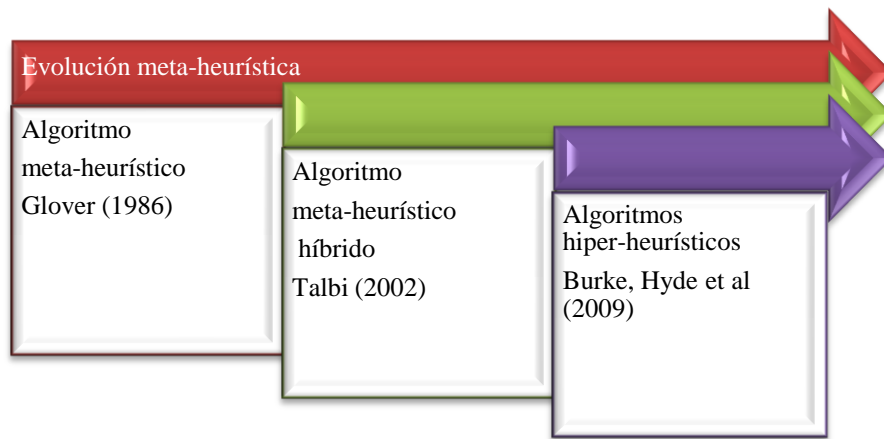 Evolución meta-heurística
Algoritmo
meta-heurístico
Glover (1986)
Algoritmo
meta-heurístico
híbrido
Talbi (2002)
Algoritmos
hiper-heurísticos
Burke, Hyde et al
(2009)